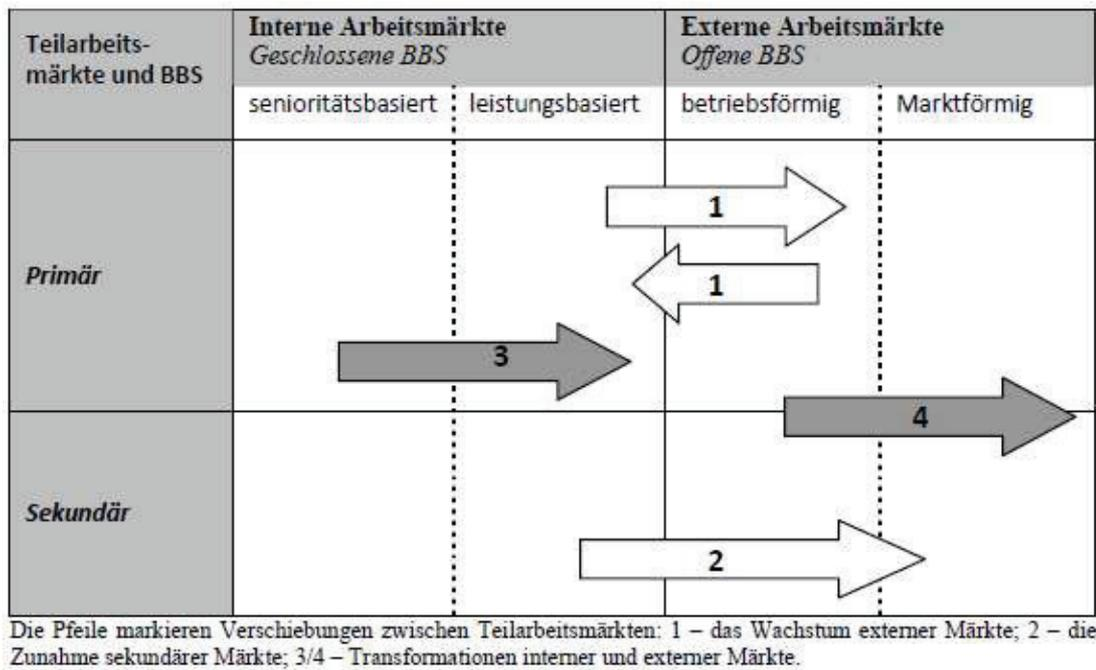 Teilarbeits-
märkte und BBS
Interne Arbeitsmärkte
Geschlossene BBS
Externe Arbeitsmärkte
Offene BBS
senioritätsbasiert
leistungsbasiert
betriebsförmig
Marktförmig
Primär
1
1
3
4
Sekundär
2
Die Pfeile markieren Verschiebungen zwischen Teilarbeitsmärkten: 1 – das Wachstum externer Märkte; 2 – die
Zunahme sekundärer Märkte; 3/4 – Transformationen interner und externer Märkte.